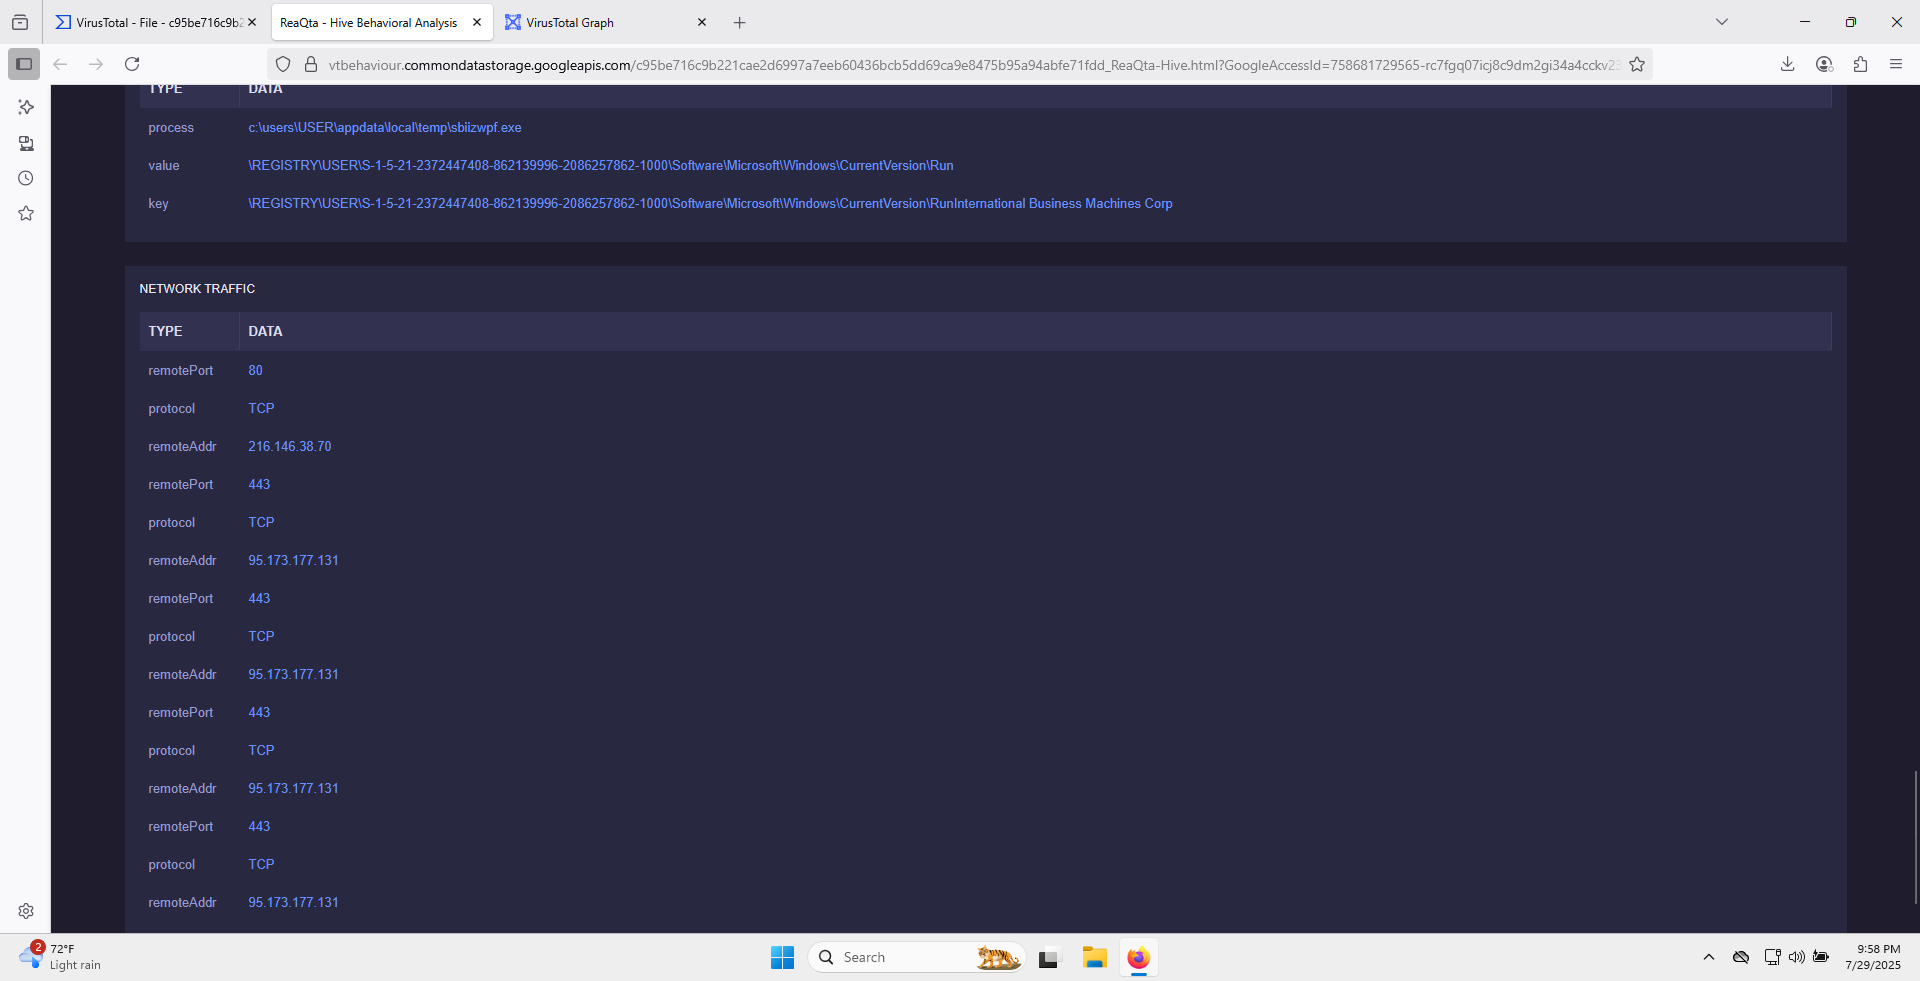 VirusTotal - File - c95be716c9b2
ReaQta - Hive Behavioral Analysis
VirusTotal Graph
vtbehaviour.commondatastorage.googleapis.com/c95be716c9b221cae2d6997a7eeb60436bcb5dd69ca9e8475b95a94abfe71fdd_ReaQta-Hive.html?GoogleAccessId=758681729565-rc7fgq07icj8c9dm2gi34a4cckv23
TYPE DATA
process c:\users\USER\appdata\local\temp\sbiizwpf.exe
value \REGISTRY\USER\S-1-5-21-2372447408-862139996-2086257862-1000\Software\Microsoft\Windows\CurrentVersion\Run
key \REGISTRY\USER\S-1-5-21-2372447408-862139996-2086257862-1000\Software\Microsoft\Windows\CurrentVersion\RunInternational Business Machines Corp
NETWORK TRAFFIC
TYPE DATA
remotePort 80
protocol TCP
remoteAddr 216.146.38.70
remotePort 443
protocol TCP
remoteAddr 95.173.177.131
remotePort 443
protocol TCP
remoteAddr 95.173.177.131
remotePort 443
protocol TCP
remoteAddr 95.173.177.131
remotePort 443
protocol TCP
remoteAddr 95.173.177.131
2
72°F
Light rain
Search
9:58 PM
7/29/2025